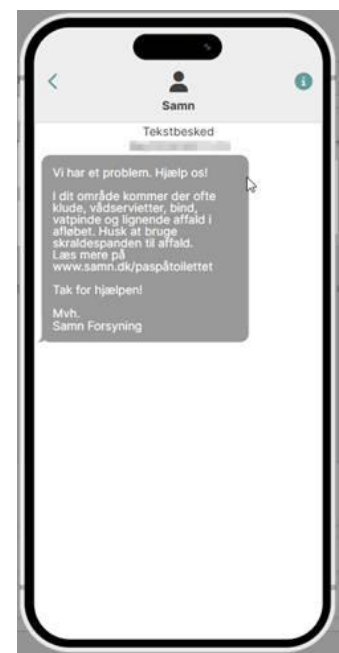 Samn
Tekstbesked
Vi har et problem. Hjælp os!
I dit område kommer der ofte
klude, vådservietter, bind,
vatpinde og lignende affald i
afløbet. Husk at bruge
skraldespanden til affald.
Læs mere på
www.samn.dk/paspåtoilettet
Tak for hjælpen!
Mvh.
Samn Forsyning